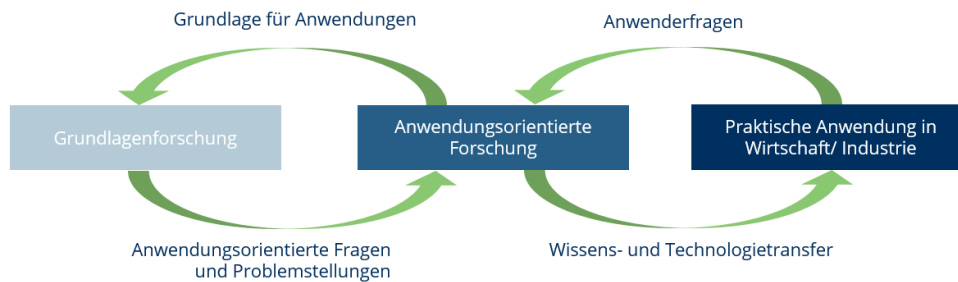 Grundlage für Anwendungen
Anwenderfragen
Grundlagenforschung
Anwendungsorientierte
Forschung
Praktische Anwendung in
Wirtschaft/ Industrie
Anwendungsorientierte Fragen
und Problemstellungen
Wissens- und Technologietransfer